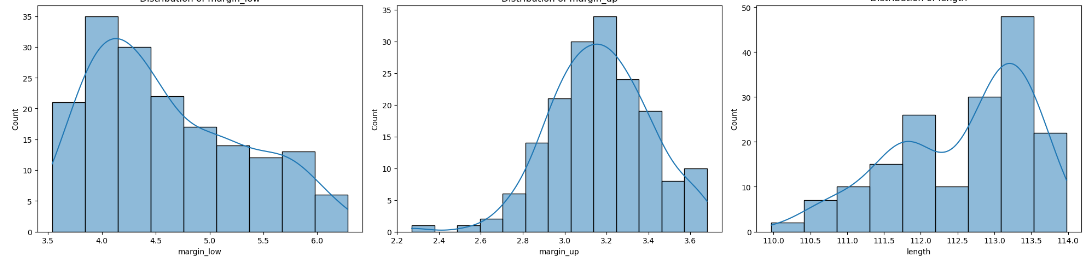 Distribution of margin_low
35
30
25
20
15
10
5
0
Count
3.5 4.0 4.5 5.0 5.5 6.0
margin_low
Distribution of margin_up
35
30
25
20
15
10
5
0
Count
2.2 2.4 2.6 2.8 3.0 3.2 3.4 3.6
margin_up
Distribution of length
50
40
30
20
10
0
Count
110.0 110.5 111.0 111.5 112.0 112.5 113.0 113.5 114.0
length